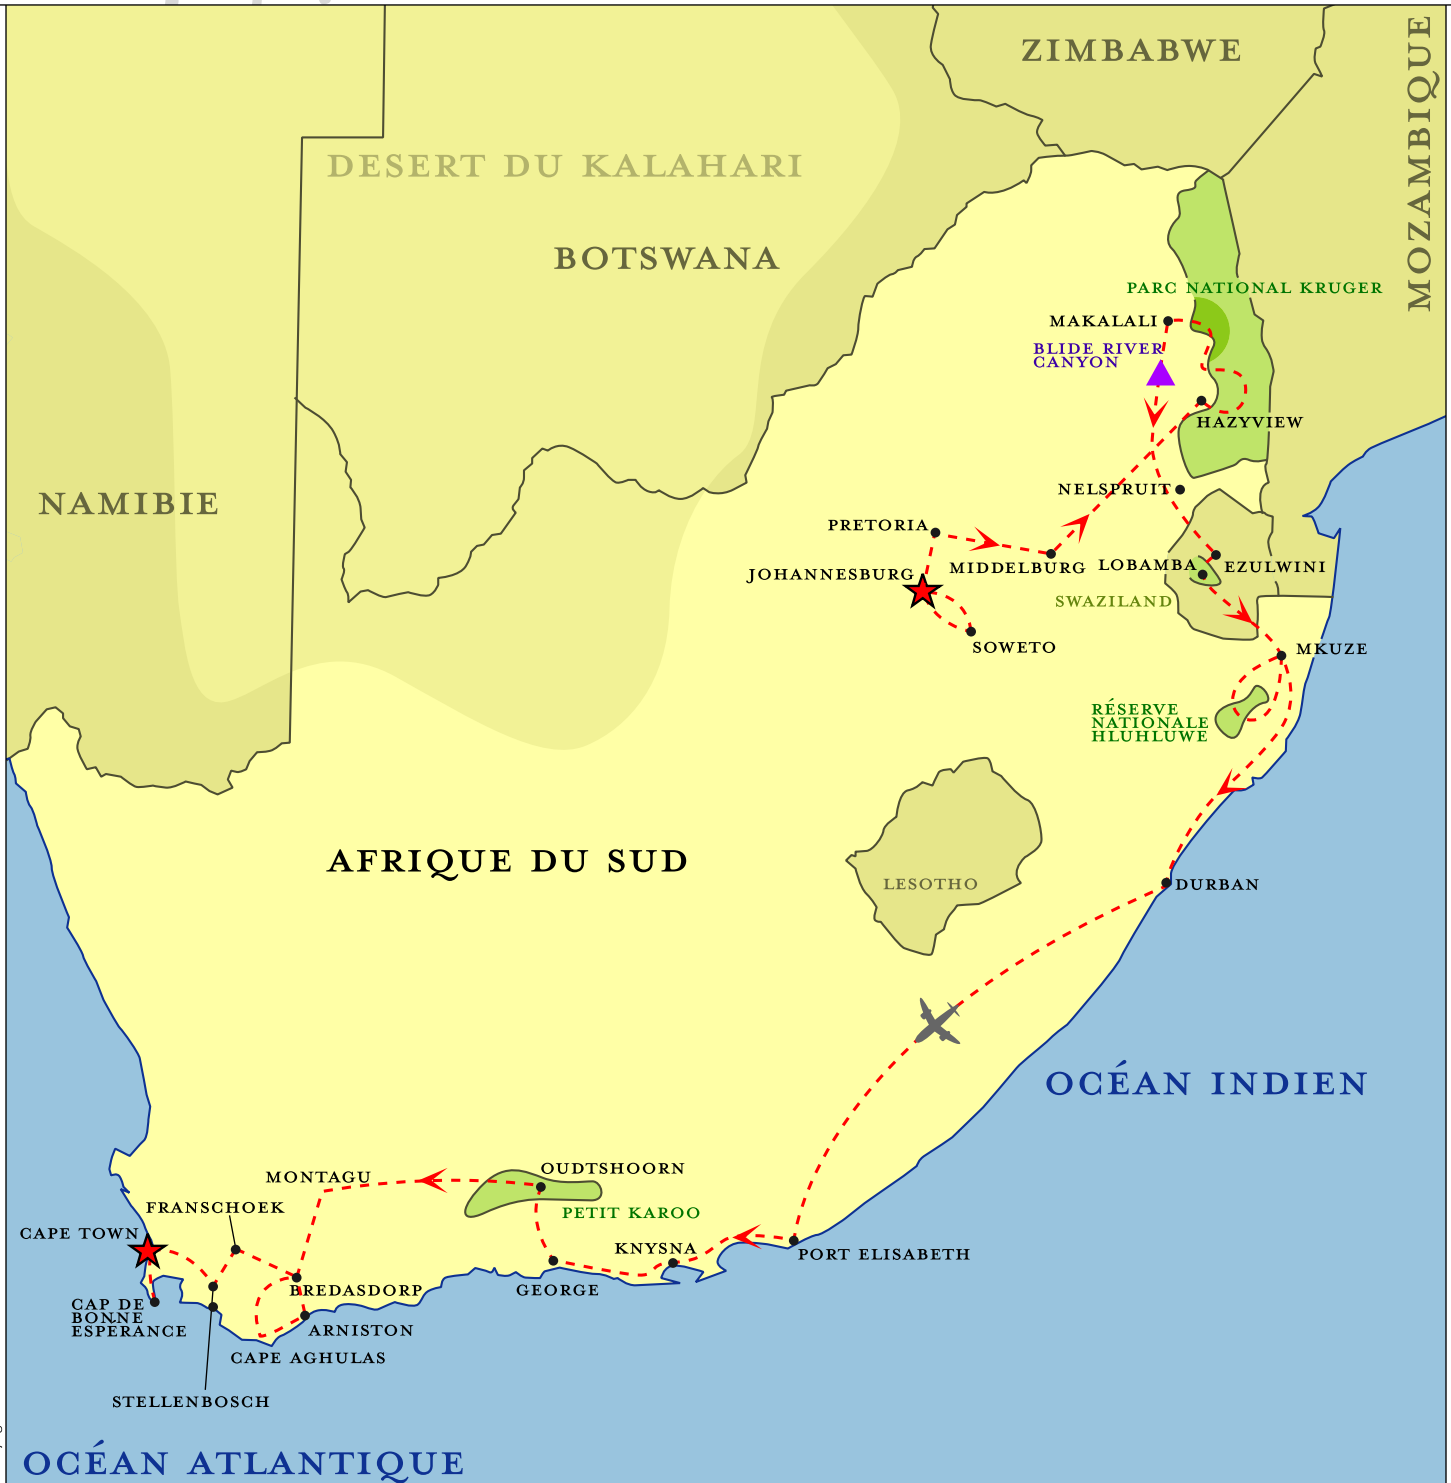 ZIMBABWE
MOZAMBIQUE
DESERT DU KALAHARI
BOTSWANA
PARC NATIONAL KRUGER
MAKALALI
BLIDE RIVER
CANYON
HAZYVIEW
NAMIBIE
NELSPRUIT
PRETORIA
MIDDELBURG
LOBAMBA
EZULWINI
JOHANNESBURG
SWAZILAND
SOWETO
MKUZE
RÉSERVE
NATIONALE
HLUHLUWE
AFRIQUE DU SUD
LESOTHO
DURBAN
OCÉAN INDIEN
OUDTSHOORN
MONTAGU
FRANSCHOEK
PETIT KAROO
CAPE TOWN
KNYSNA
PORT ELISABETH
BREDASDORP
GEORGE
CAP DE
BONNE
ESPERANCE
ARNISTON
CAPE AGHULAS
STELLENBOSCH
OCÉAN ATLANTIQUE